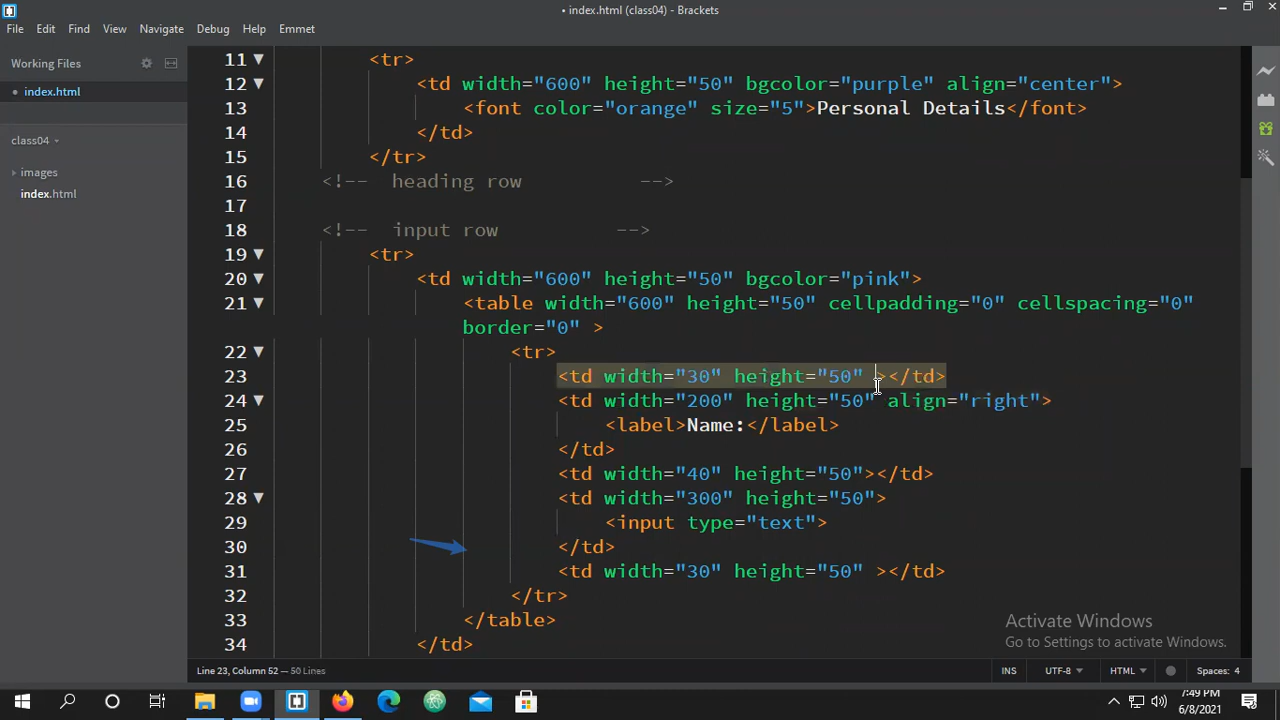 • index.html (class04) - Brackets
File Edit Find View Navigate Debug Help Emmet
Working Files
• index.html
class04
images
index.html
11 <tr>
12 <td width="600" height="50" bgcolor="purple" align="center">
13 <font color="orange" size="5">Personal Details</font>
14 </td>
15 </tr>
16 <!-- heading row -->
17
18 <!-- input row -->
19 <tr>
20 <td width="600" height="50" bgcolor="pink">
21 <table width="600" height="50" cellpadding="0" cellspacing="0"
border="0" >
22 <tr>
23 <td width="30" height="50" ></td>
24 <td width="200" height="50" align="right">
25 <label>Name:</label>
26 </td>
27 <td width="40" height="50"></td>
28 <td width="300" height="50">
29 <input type="text">
30 </td>
31 <td width="30" height="50" ></td>
32 </tr>
33 </table>
34 </td>
Activate Windows
Go to Settings to activate Windows.
Line 23, Column 52 — 50 Lines
INS UTF-8 HTML Spaces: 4
7:49 PM
6/8/2021